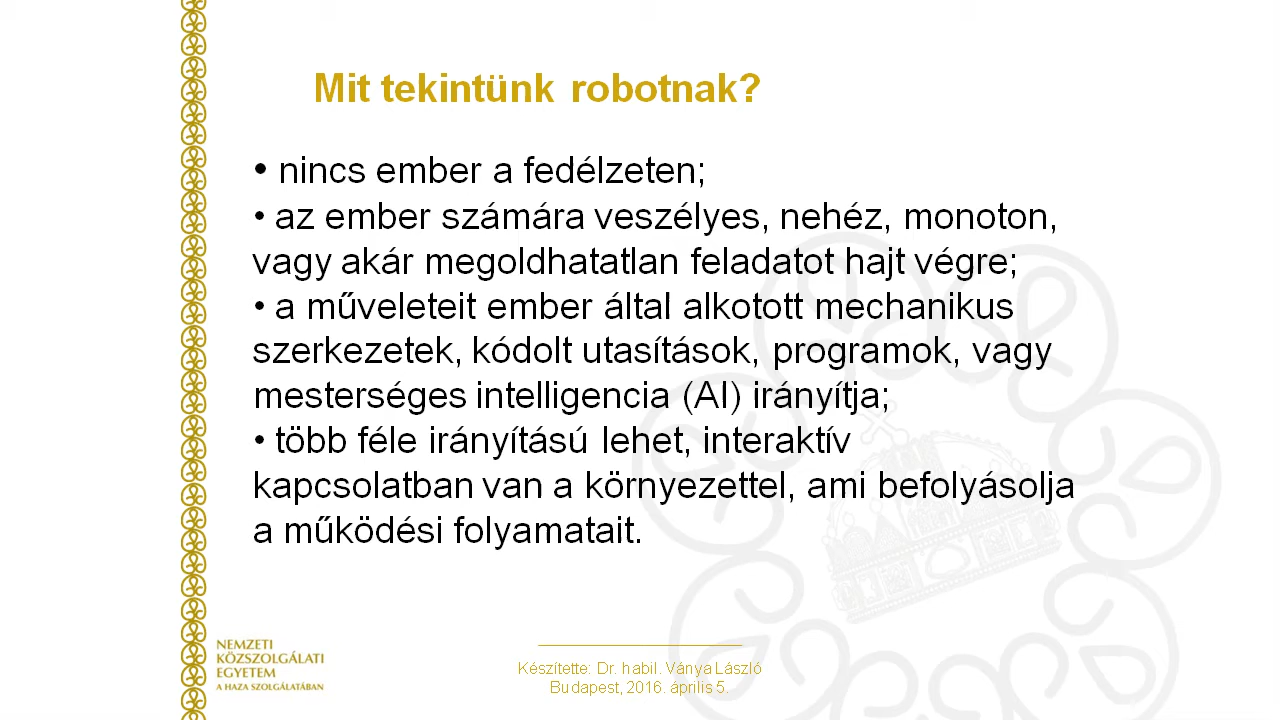 Mit tekintünk robotnak?
• nincs ember a fedélzeten;
• az ember számára veszélyes, nehéz, monoton,
vagy akár megoldhatatlan feladatot hajt végre;
• a műveleteit ember által alkotott mechanikus
szerkezetek, kódolt utasítások, programok, vagy
mesterséges intelligencia (AI) irányítja;
• több féle irányítású lehet, interaktív
kapcsolatban van a környezettel, ami befolyásolja
a működési folyamatait.
NEMZETI
KÖZSZOLGÁLATI
EGYETEM
A HAZA SZOLGÁLATÁBAN
Készítette: Dr. habil. Ványa László
Budapest, 2016. április 5.